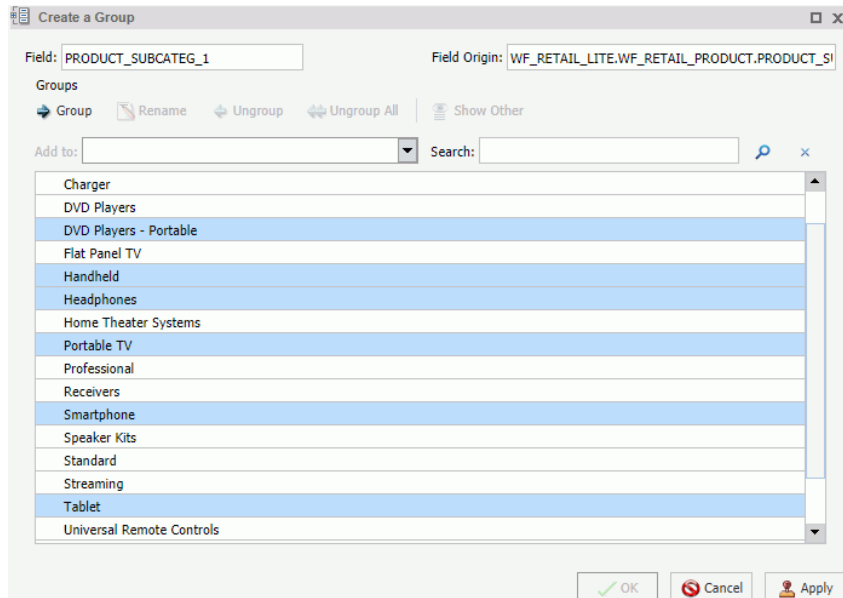 Create a Group
Field: PRODUCT_SUBCATEG_1 Field Origin: WF_RETAIL_LITE.WF_RETAIL_PRODUCT.PRODUCT_SU
Groups
Group Rename Ungroup Ungroup All Show Other
Add to: Search:
Charger
DVD Players
DVD Players - Portable
Flat Panel TV
Handheld
Headphones
Home Theater Systems
Portable TV
Professional
Receivers
Smartphone
Speaker Kits
Standard
Streaming
Tablet
Universal Remote Controls
OK Cancel Apply